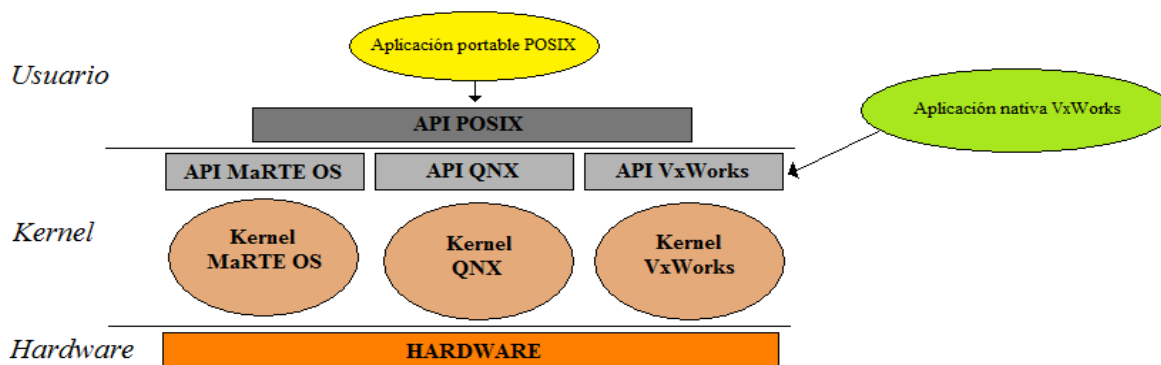 Aplicación portable POSIX
Usuario
Aplicación nativa VxWorks
API POSIX
API MaRTE OS
API QNX
API VxWorks
Kernel
Kernel
MaRTE OS
Kernel
QNX
Kernel
VxWorks
Hardware
HARDWARE